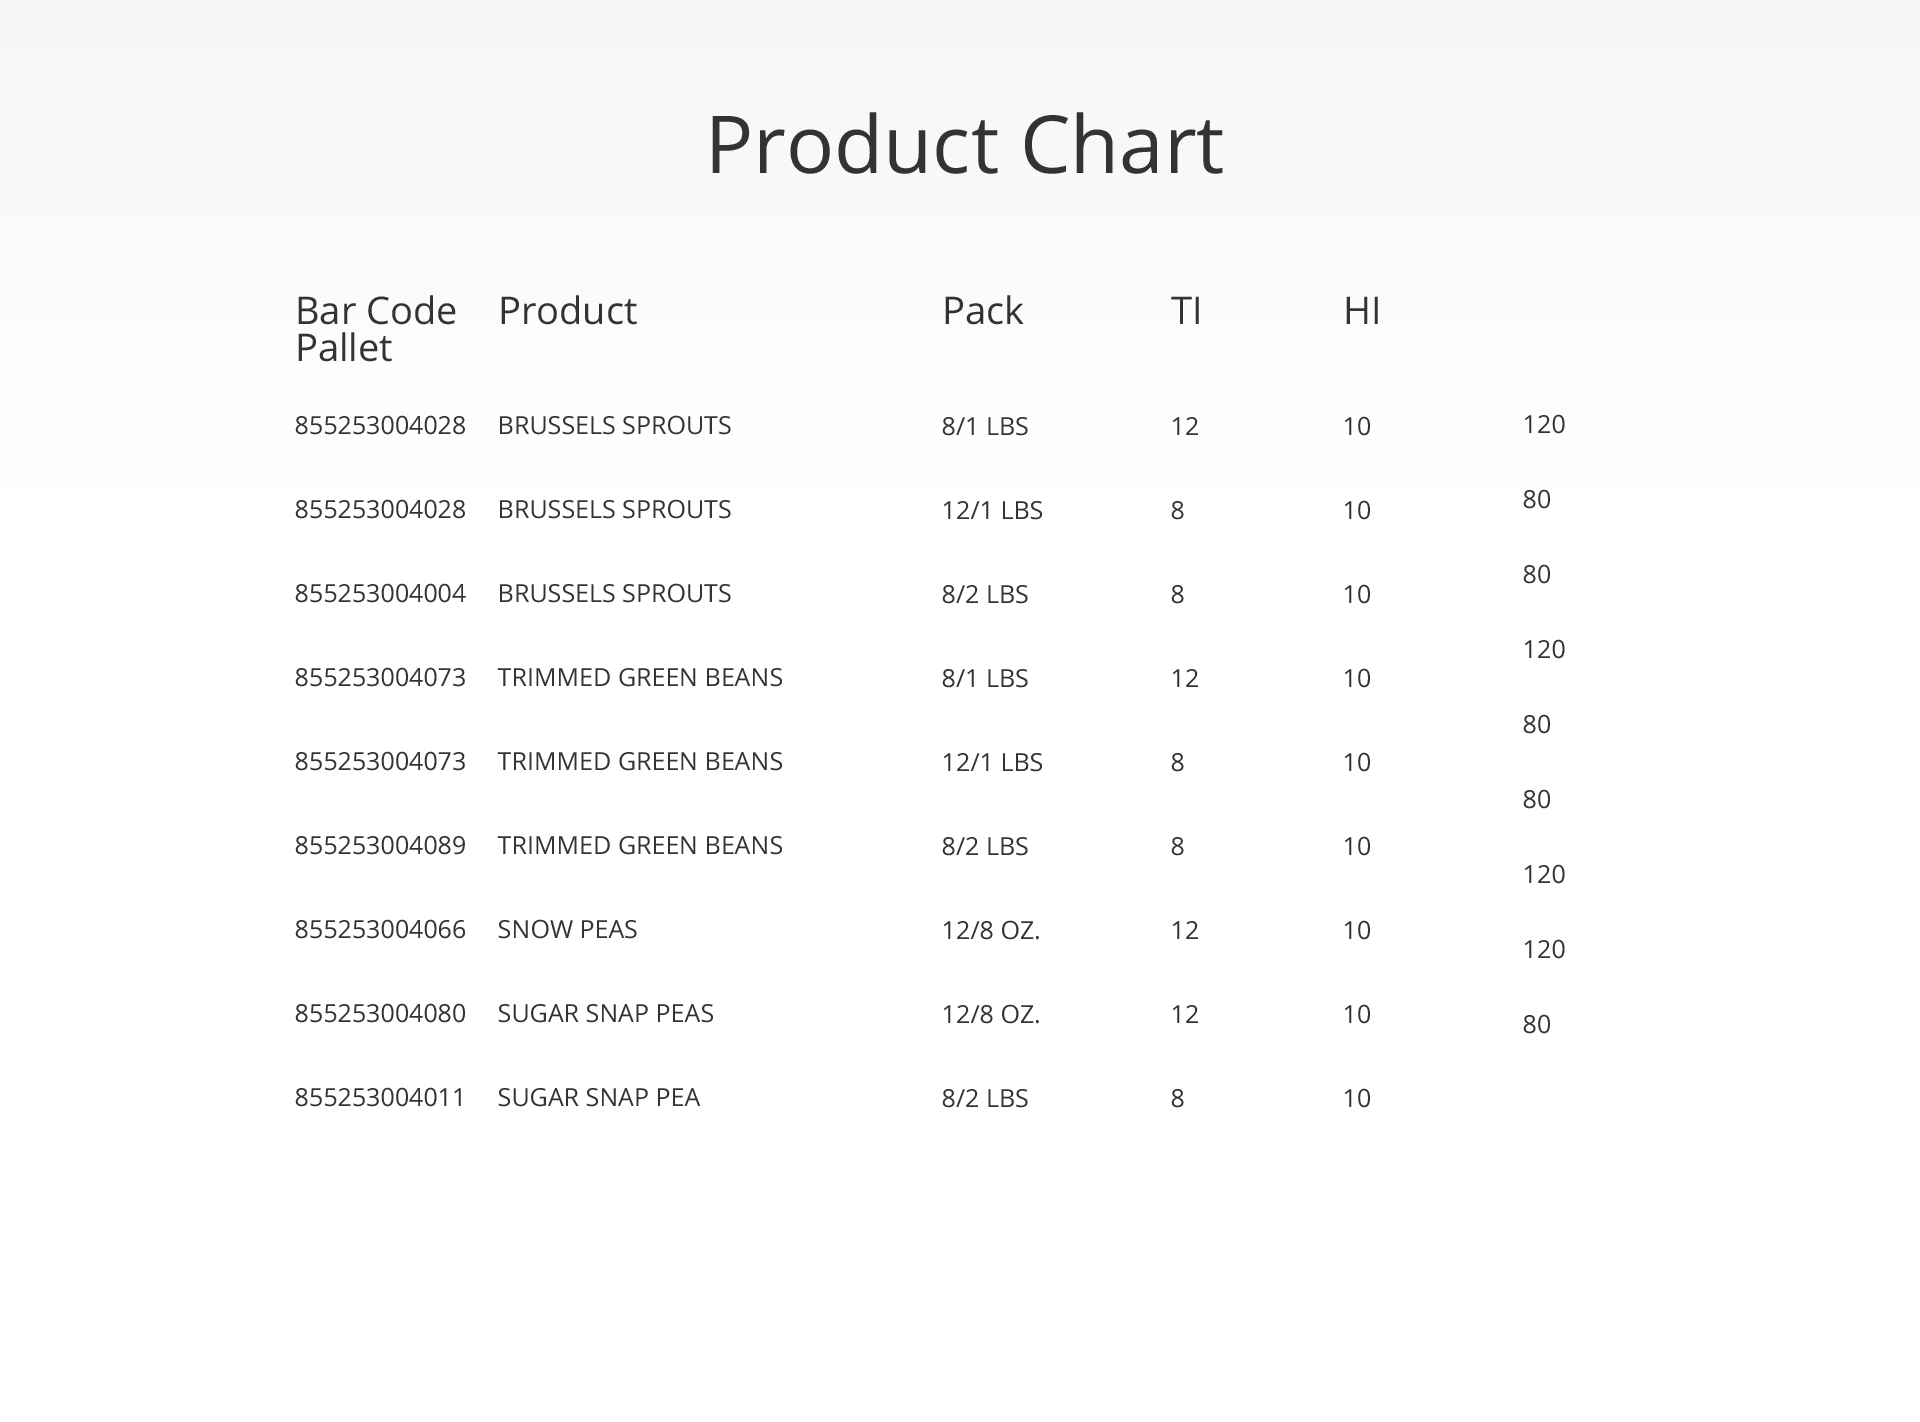 Product Chart
Bar Code Product Pack TI HI
Pallet
855253004028 BRUSSELS SPROUTS 8/1 LBS 12 10 120
855253004028 BRUSSELS SPROUTS 12/1 LBS 8 10 80
855253004004 BRUSSELS SPROUTS 8/2 LBS 8 10 80
855253004073 TRIMMED GREEN BEANS 8/1 LBS 12 10 120
855253004073 TRIMMED GREEN BEANS 12/1 LBS 8 10 80
855253004089 TRIMMED GREEN BEANS 8/2 LBS 8 10 80
855253004066 SNOW PEAS 12/8 OZ. 12 10 120
855253004080 SUGAR SNAP PEAS 12/8 OZ. 12 10 120
855253004011 SUGAR SNAP PEA 8/2 LBS 8 10 80